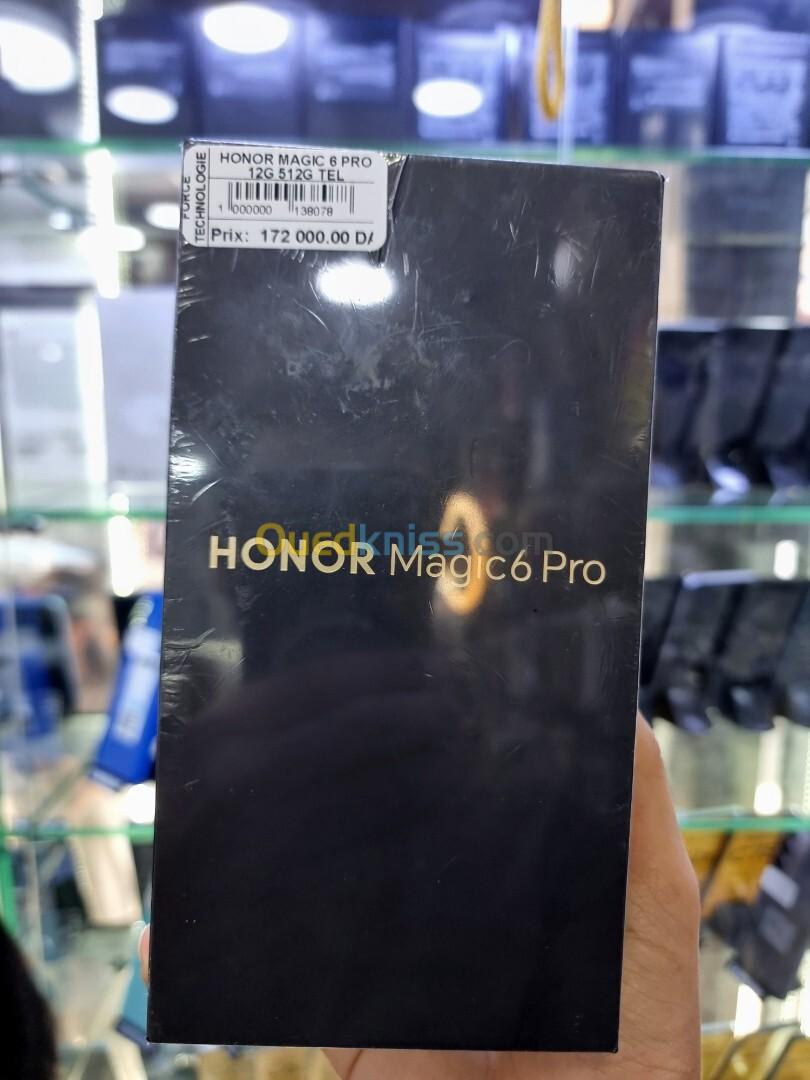 FORCE TECHNOLOGIE
HONOR MAGIC 6 PRO
12G 512G TEL
1 000000 138078
Prix: 172 000.00 DA
Ouedkniss.com
HONOR Magic6 Pro